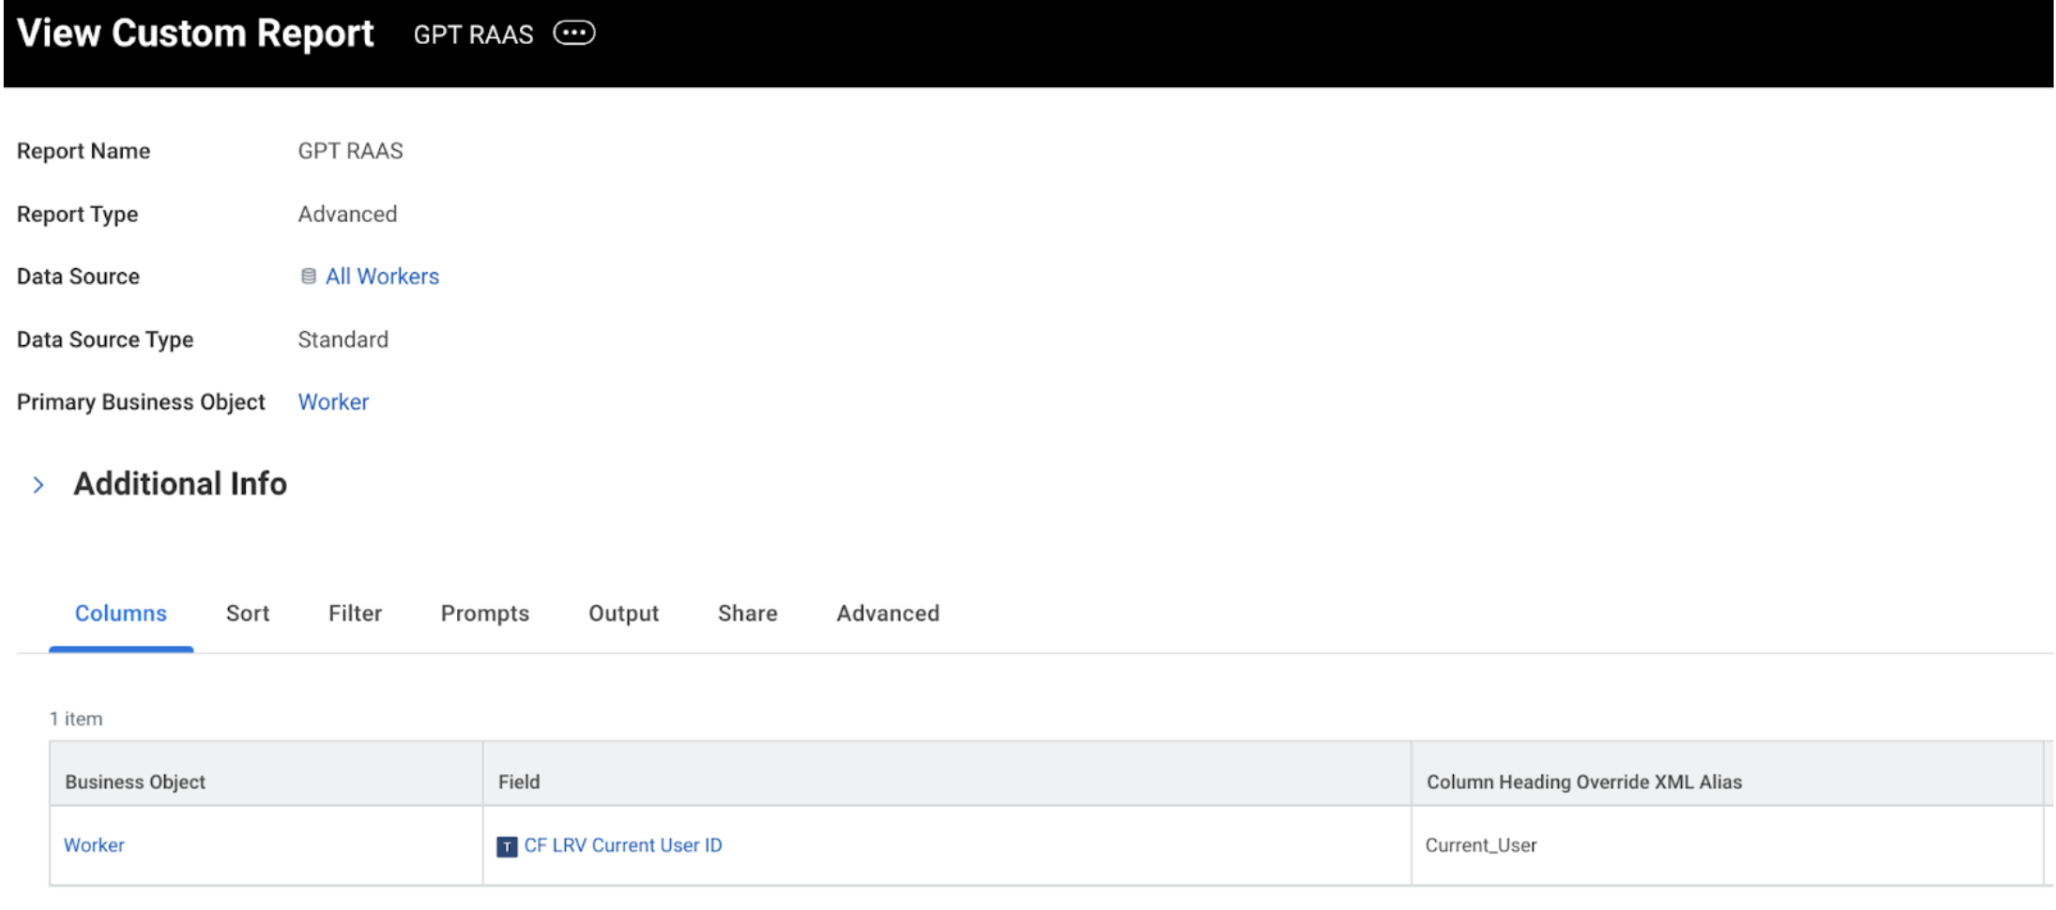 View Custom Report GPT RAAS
Report Name GPT RAAS
Report Type Advanced
Data Source All Workers
Data Source Type Standard
Primary Business Object Worker
Additional Info
Columns Sort Filter Prompts Output Share Advanced
1 item
Business Object Field Column Heading Override XML Alias
Worker T CF LRV Current User ID Current_User